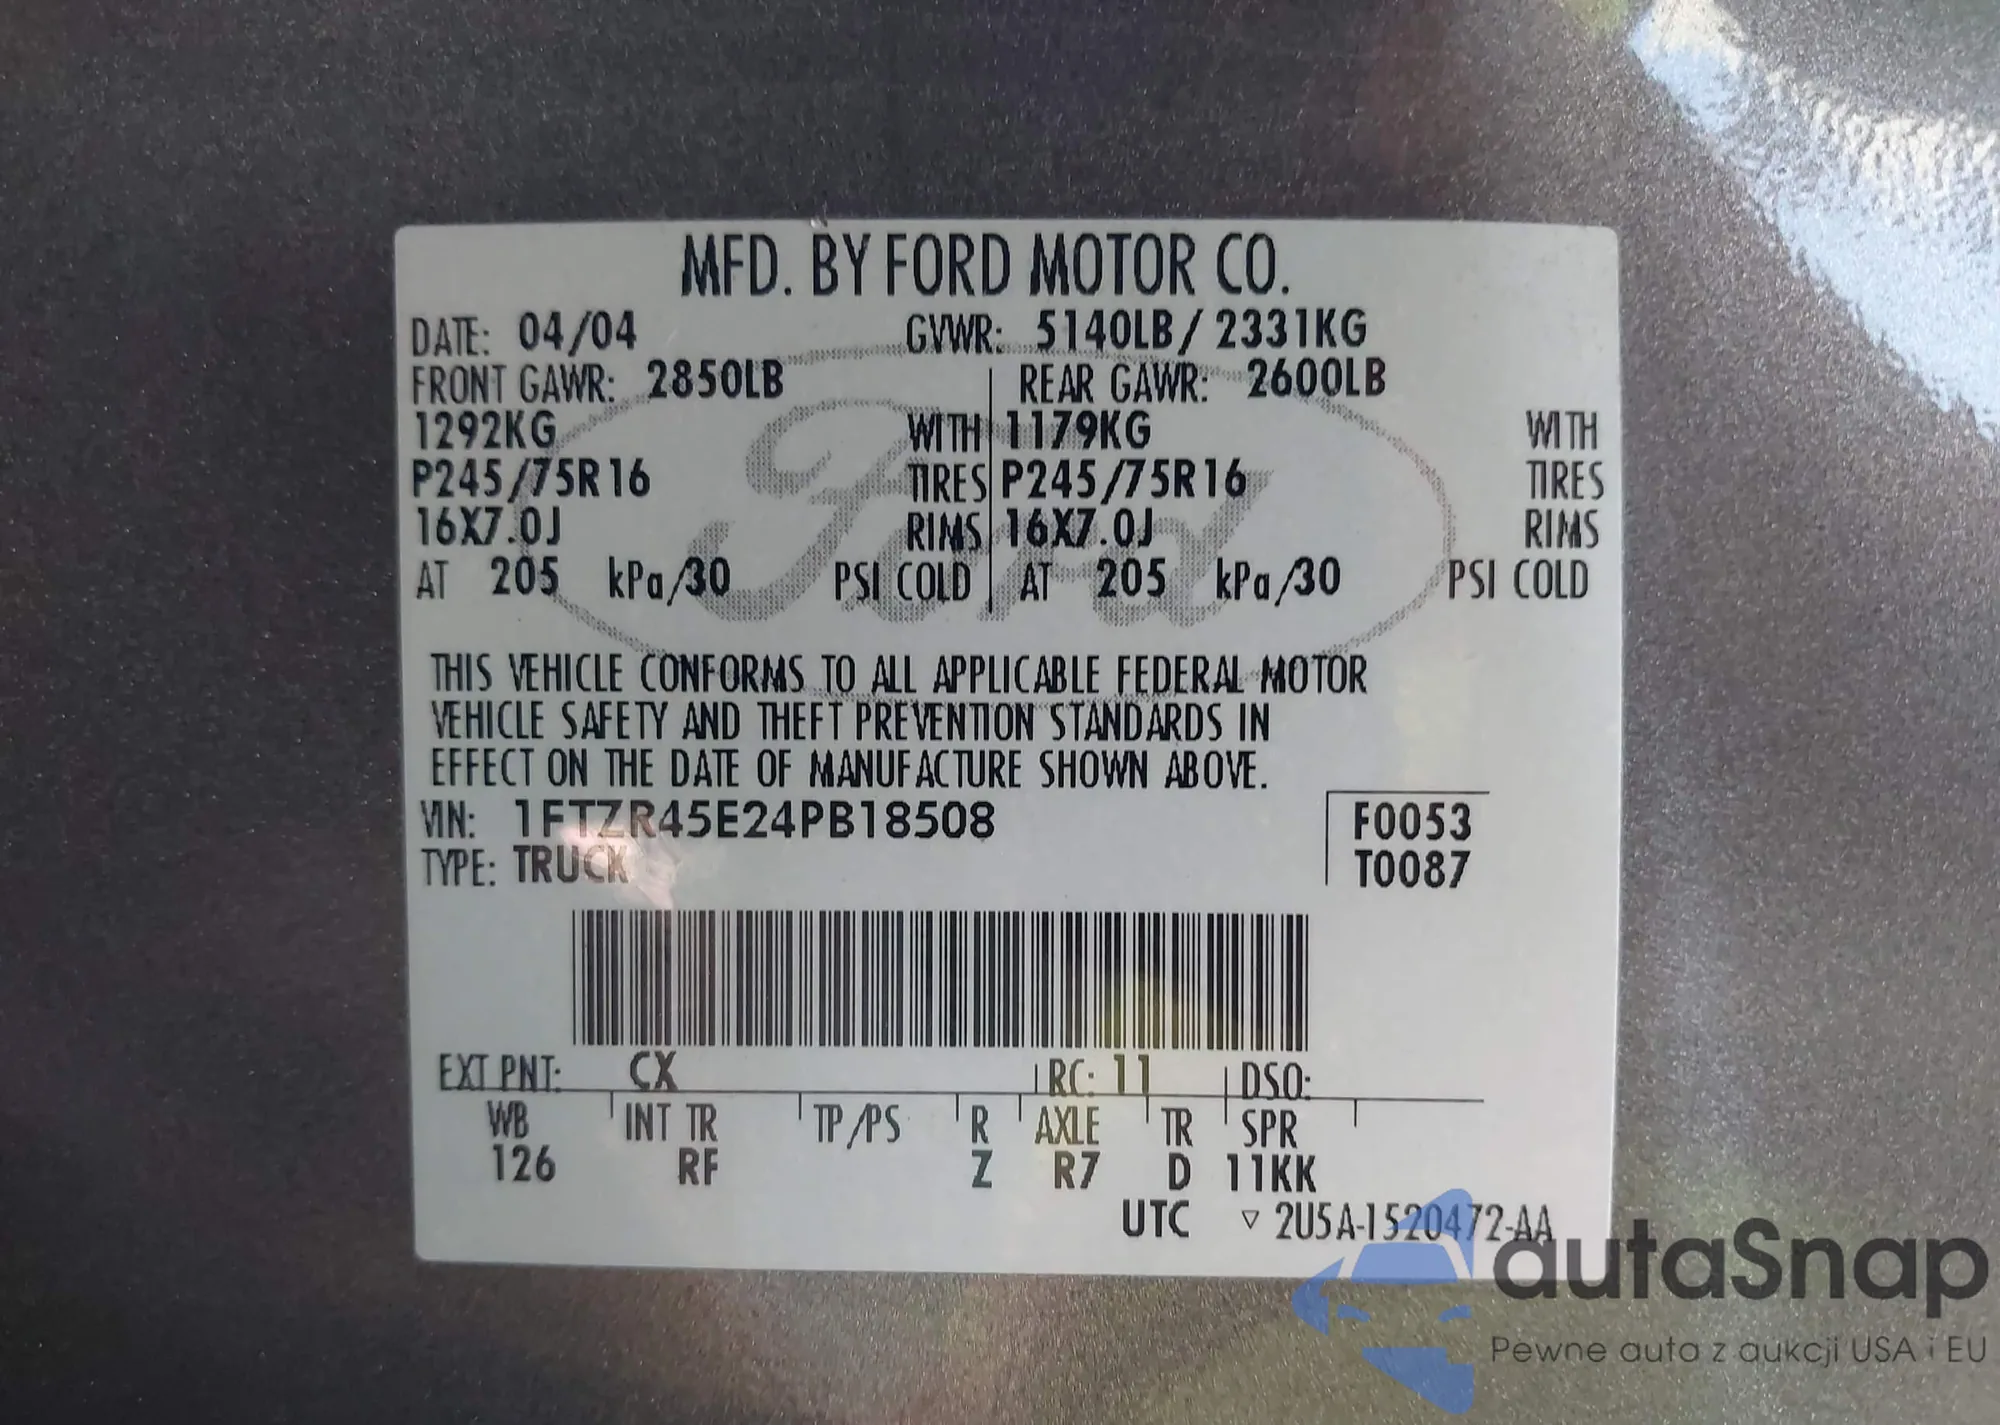 MFD. BY FORD MOTOR CO.
DATE: 04/04 GVWR: 5140LB / 2331KG
FRONT GAWR: 2850LB REAR GAWR: 2600LB
1292KG WITH 1179KG WITH
P245/75R16 TIRES P245/75R16 TIRES
16X7.0J RIMS 16X7.0J RIMS
AT 205 kPa/30 PSI COLD AT 205 kPa/30 PSI COLD
Ford
THIS VEHICLE CONFORMS TO ALL APPLICABLE FEDERAL MOTOR
VEHICLE SAFETY AND THEFT PREVENTION STANDARDS IN
EFFECT ON THE DATE OF MANUFACTURE SHOWN ABOVE.
VIN: 1FTZR45E24PB18508 F0053
TYPE: TRUCK T0087
EXT PNT: CX RC: 11 DSO:
WB INT TR TP/PS R AXLE TR SPR
126 RF Z R7 D 11KK
UTC ▿ 2U5A-1520472-AA
autaSnap
Pewne auta z aukcji USA i EU